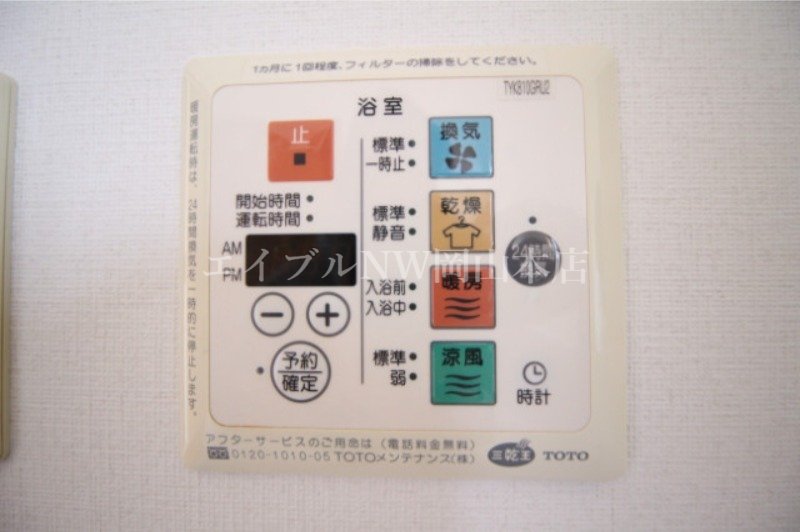 1カ月に1回程度、フィルターの掃除をしてください。
TYKB10GRU2
浴室
暖房運転時は、24時間換気を一時的に停止します。
止
換気
標準
一時止
開始時間
運転時間
乾燥
標準
静音
AM
PM
24時間
エイブルNW岡山本店
暖房
入浴前
入浴中
予約
確定
涼風
標準
弱
時計
アフターサービスのご用命は(電話料金無料)
0120-1010-05 TOTOメンテナンス(株)
三乾王 TOTO